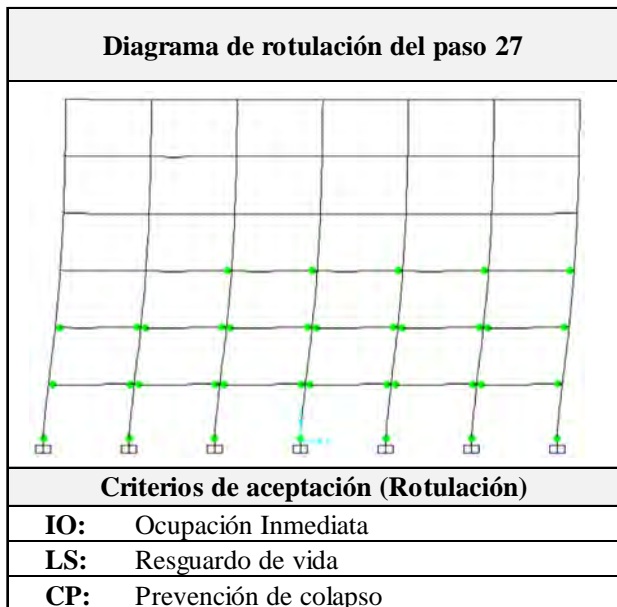 Diagrama de rotulación del paso 27
Criterios de aceptación (Rotulación)
IO: Ocupación Inmediata
LS: Resguardo de vida
CP: Prevención de colapso